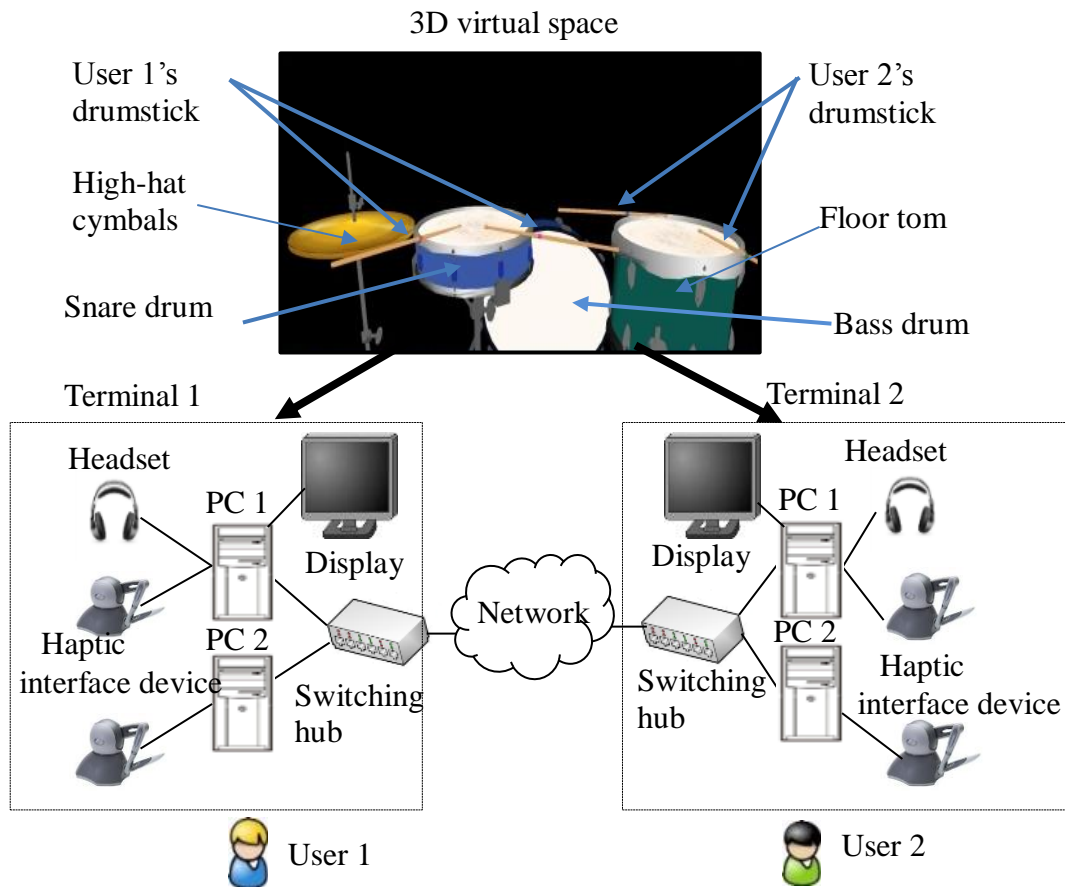 3D virtual space
User 1's
drumstick
User 2's
drumstick
High-hat
cymbals
Floor tom
Snare drum
Bass drum
Terminal 1
Terminal 2
Headset
PC 1
Display
Haptic
interface device
PC 2
Switching
hub
Network
Headset
PC 1
Display
PC 2
Switching
hub
Haptic
interface device
User 1
User 2